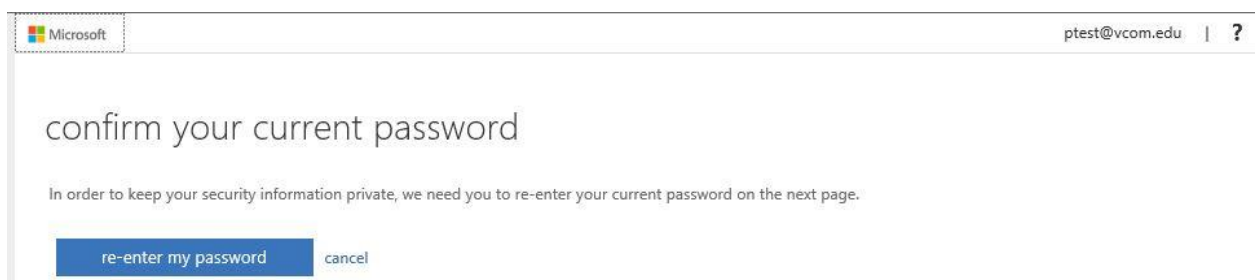 Microsoft ptest@vcom.edu | ?
confirm your current password
In order to keep your security information private, we need you to re-enter your current password on the next page.
re-enter my password cancel